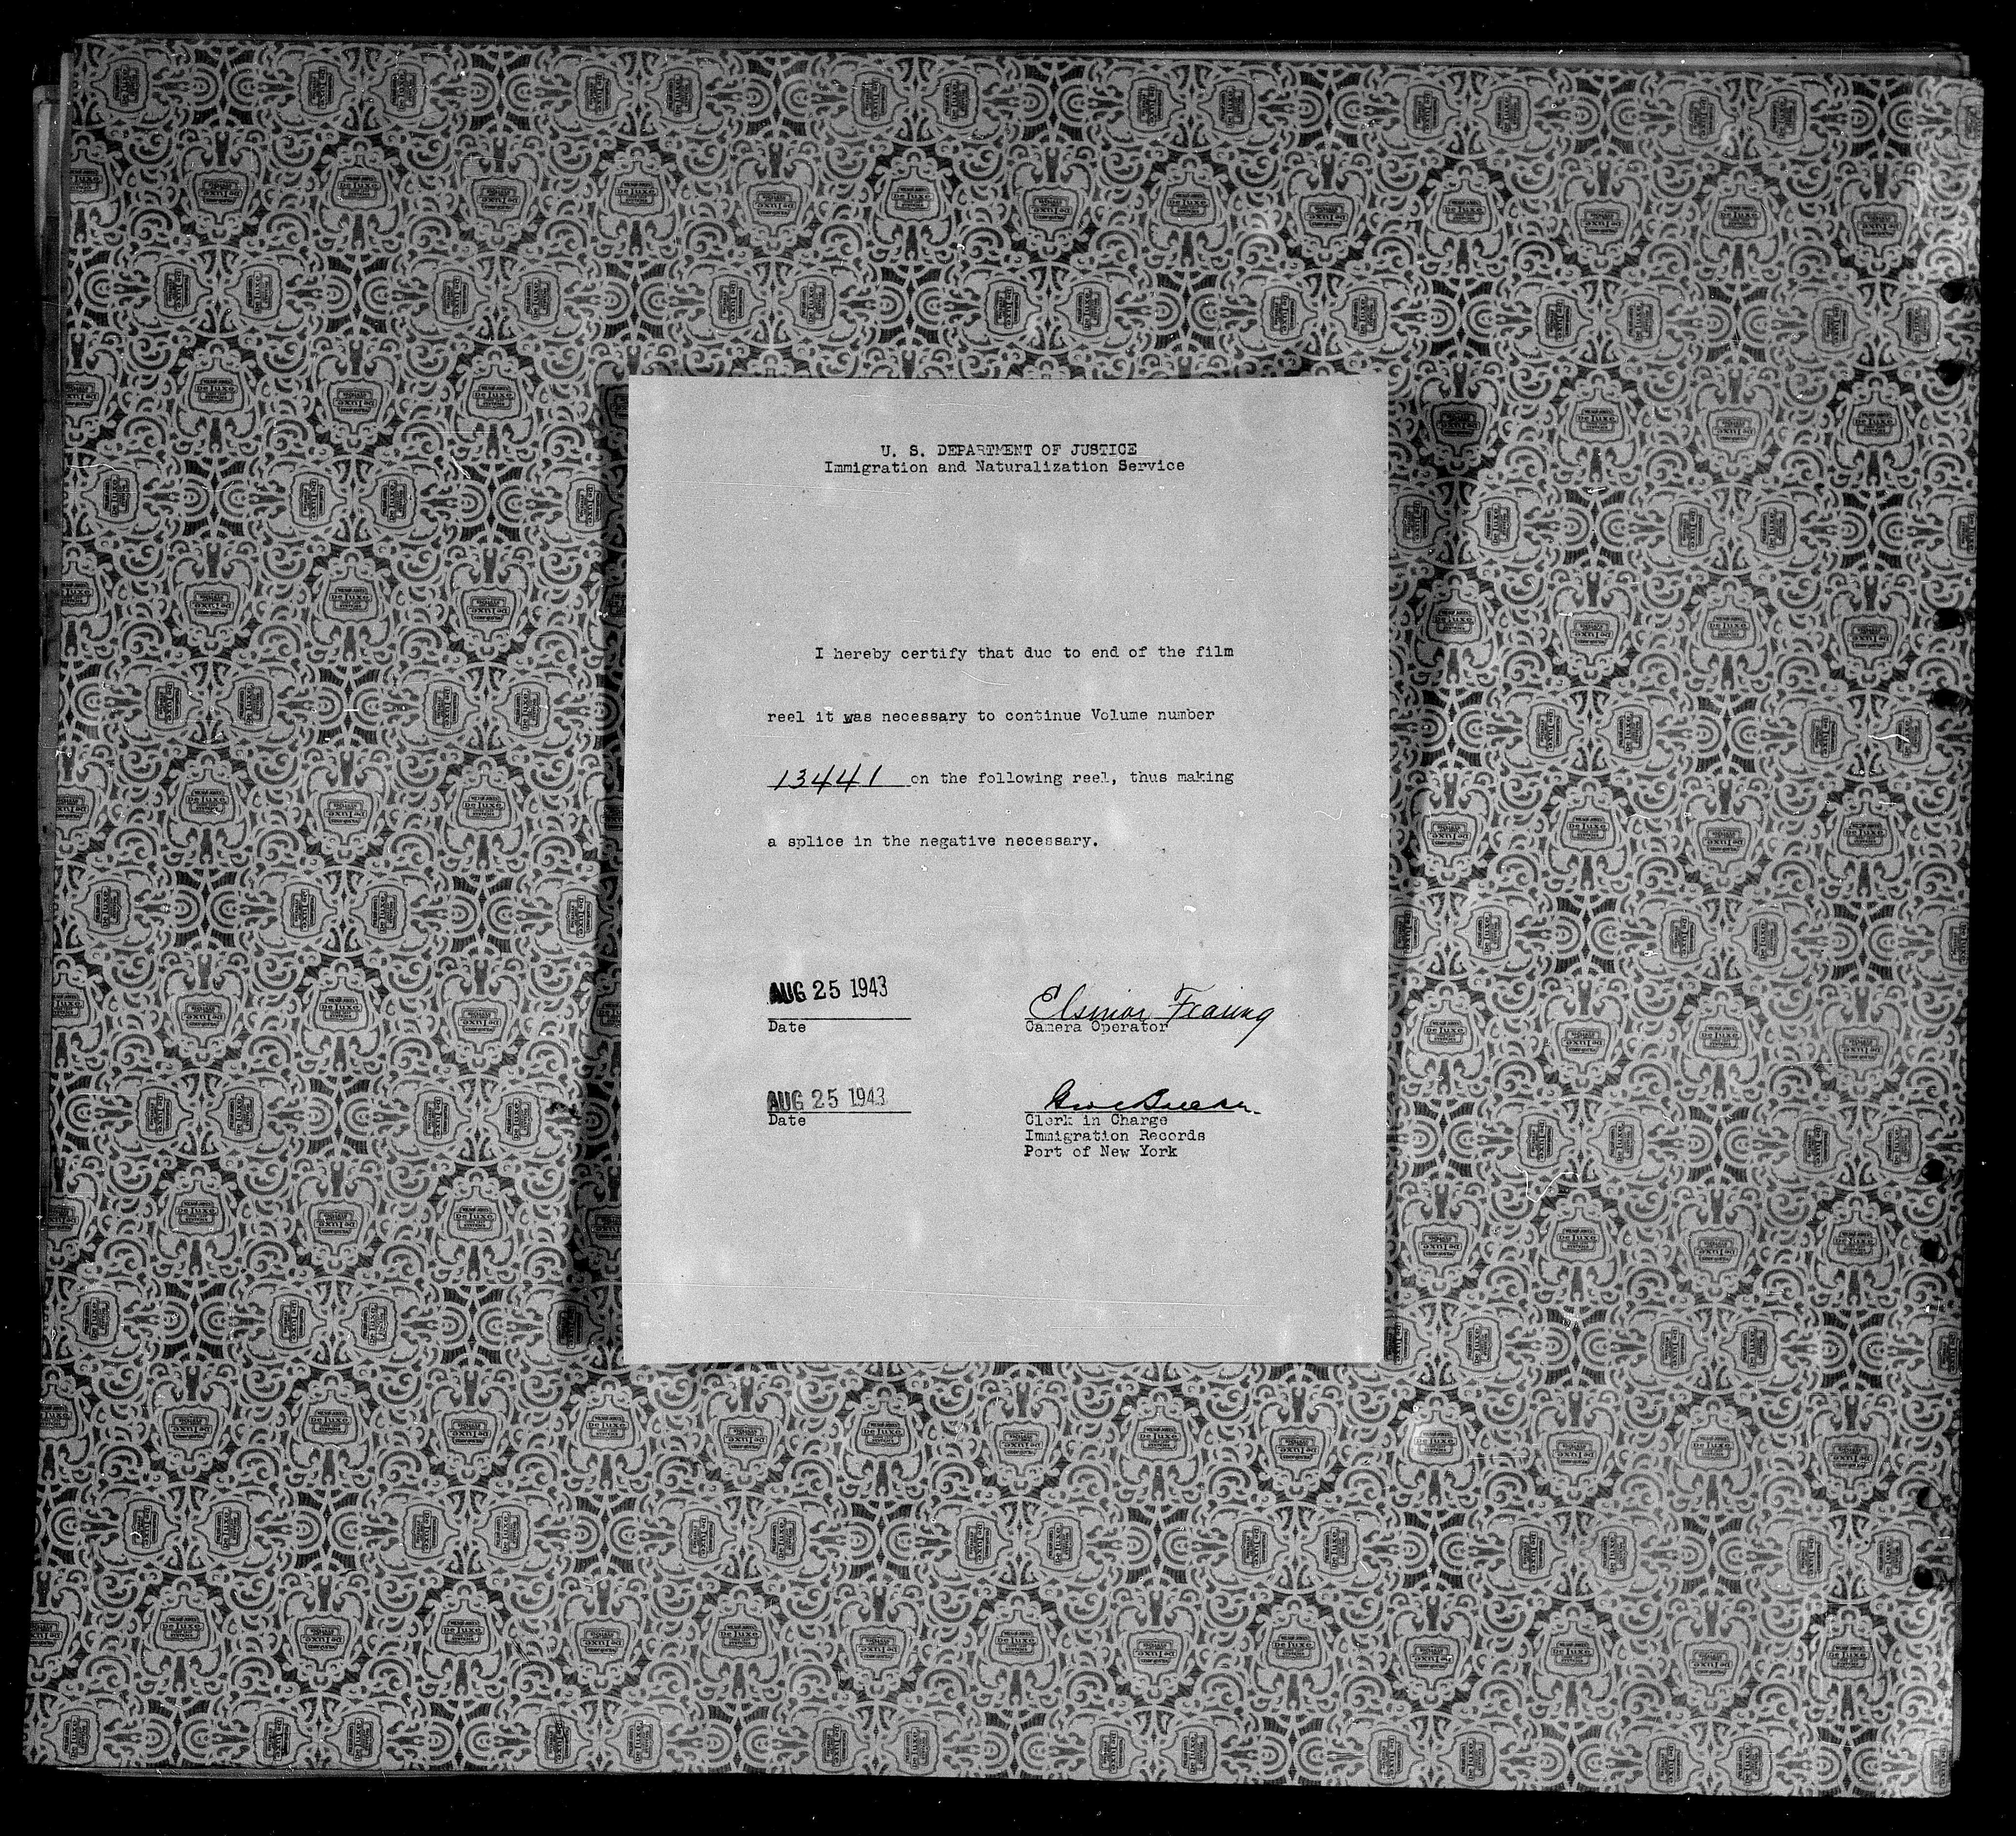 U. S. DEPARTMENT OF JUSTICE
Immigration and Naturalization Service
I hereby certify that due to end of the film
reel it was necessary to continue Volume number
13441 on the following reel, thus making
a splice in the negative necessary.
AUG 25 1943
Date
Camera Operator
AUG 25 1943
Date
Clerk in Charge
Immigration Records
Port of New York
De luxe